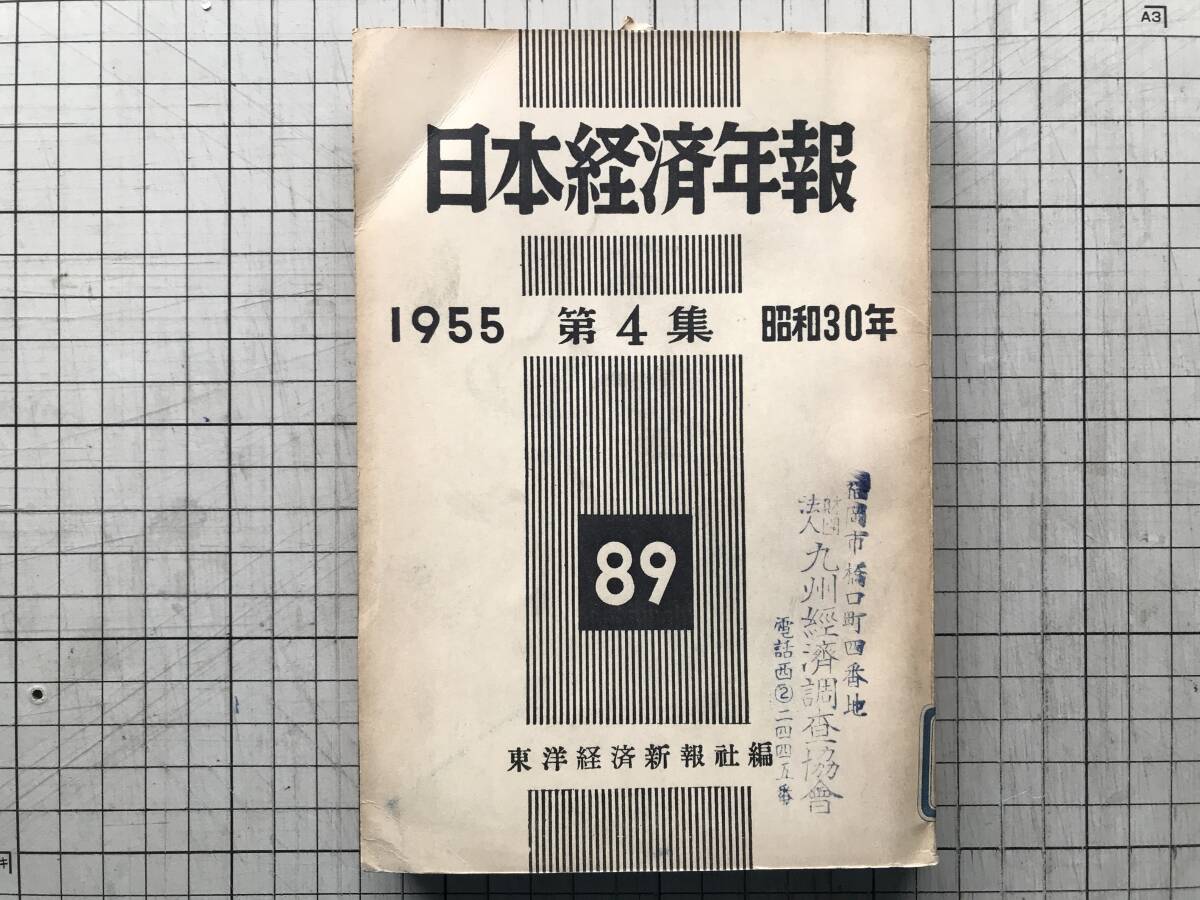 A3
日本経済年報
1955 第4集 昭和30年
89
福岡市橋口町四番地
財団法人 九州經濟調査協會
電話西②二四四五番
東洋経済新報社編